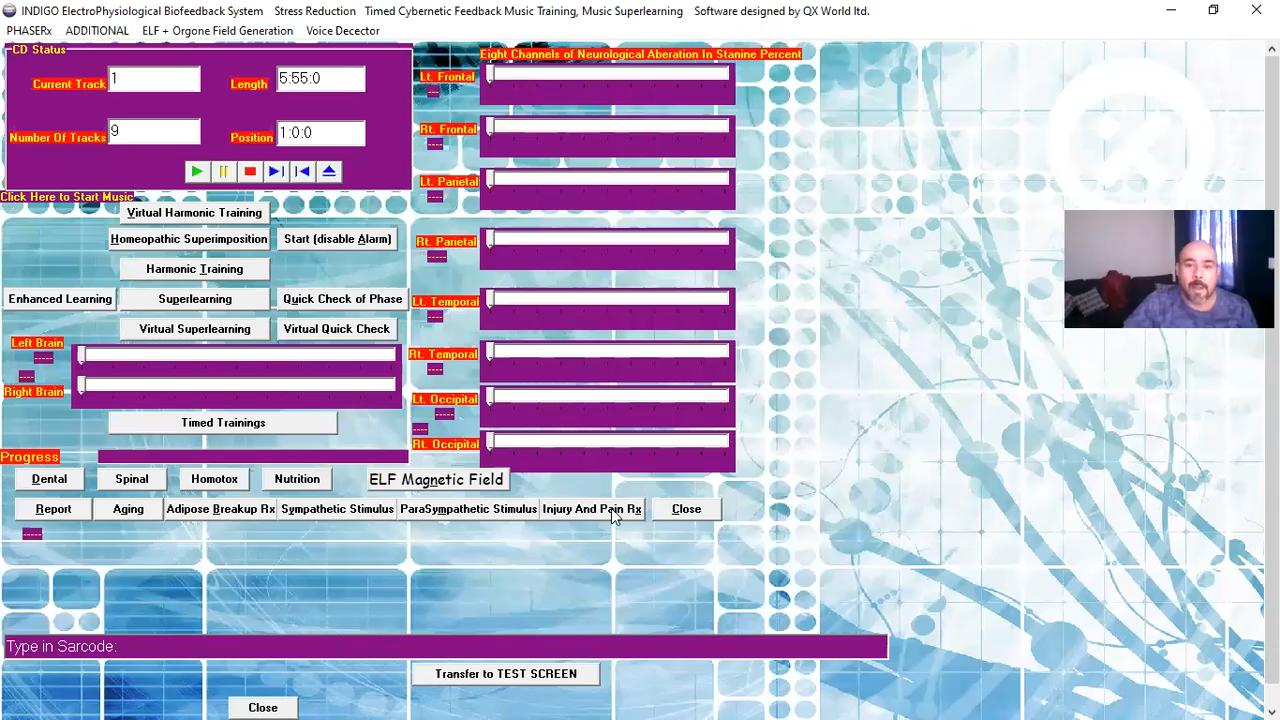 INDIGO ElectroPhysiological Biofeedback System Stress Reduction Timed Cybernetic Feedback Music Training, Music Superlearning Software designed by QX World ltd.
PHASERx ADDITIONAL ELF + Orgone Field Generation Voice Decector
CD Status
Current Track 1 Length 5:55:0
Number Of Tracks 9 Position 1:0:0
Click Here to Start Music
Virtual Harmonic Training
Homeopathic Superimposition Start (disable Alarm)
Harmonic Training
Enhanced Learning Superlearning Quick Check of Phase
Virtual Superlearning Virtual Quick Check
Left Brain
----
----
Right Brain
Timed Trainings
Progress
Eight Channels of Neurological Aberation In Stanine Percent
Lt. Frontal
---
Rt. Frontal
----
Lt. Parietal
----
Rt. Parietal
----
Lt. Temporal
----
Rt. Temporal
----
Lt. Occipital
----
----
Rt. Occipital
Dental Spinal Homotox Nutrition ELF Magnetic Field
Report Aging Adipose Breakup Rx Sympathetic Stimulus ParaSympathetic Stimulus Injury And Pain Rx Close
----
Type in Sarcode:
Transfer to TEST SCREEN
Close